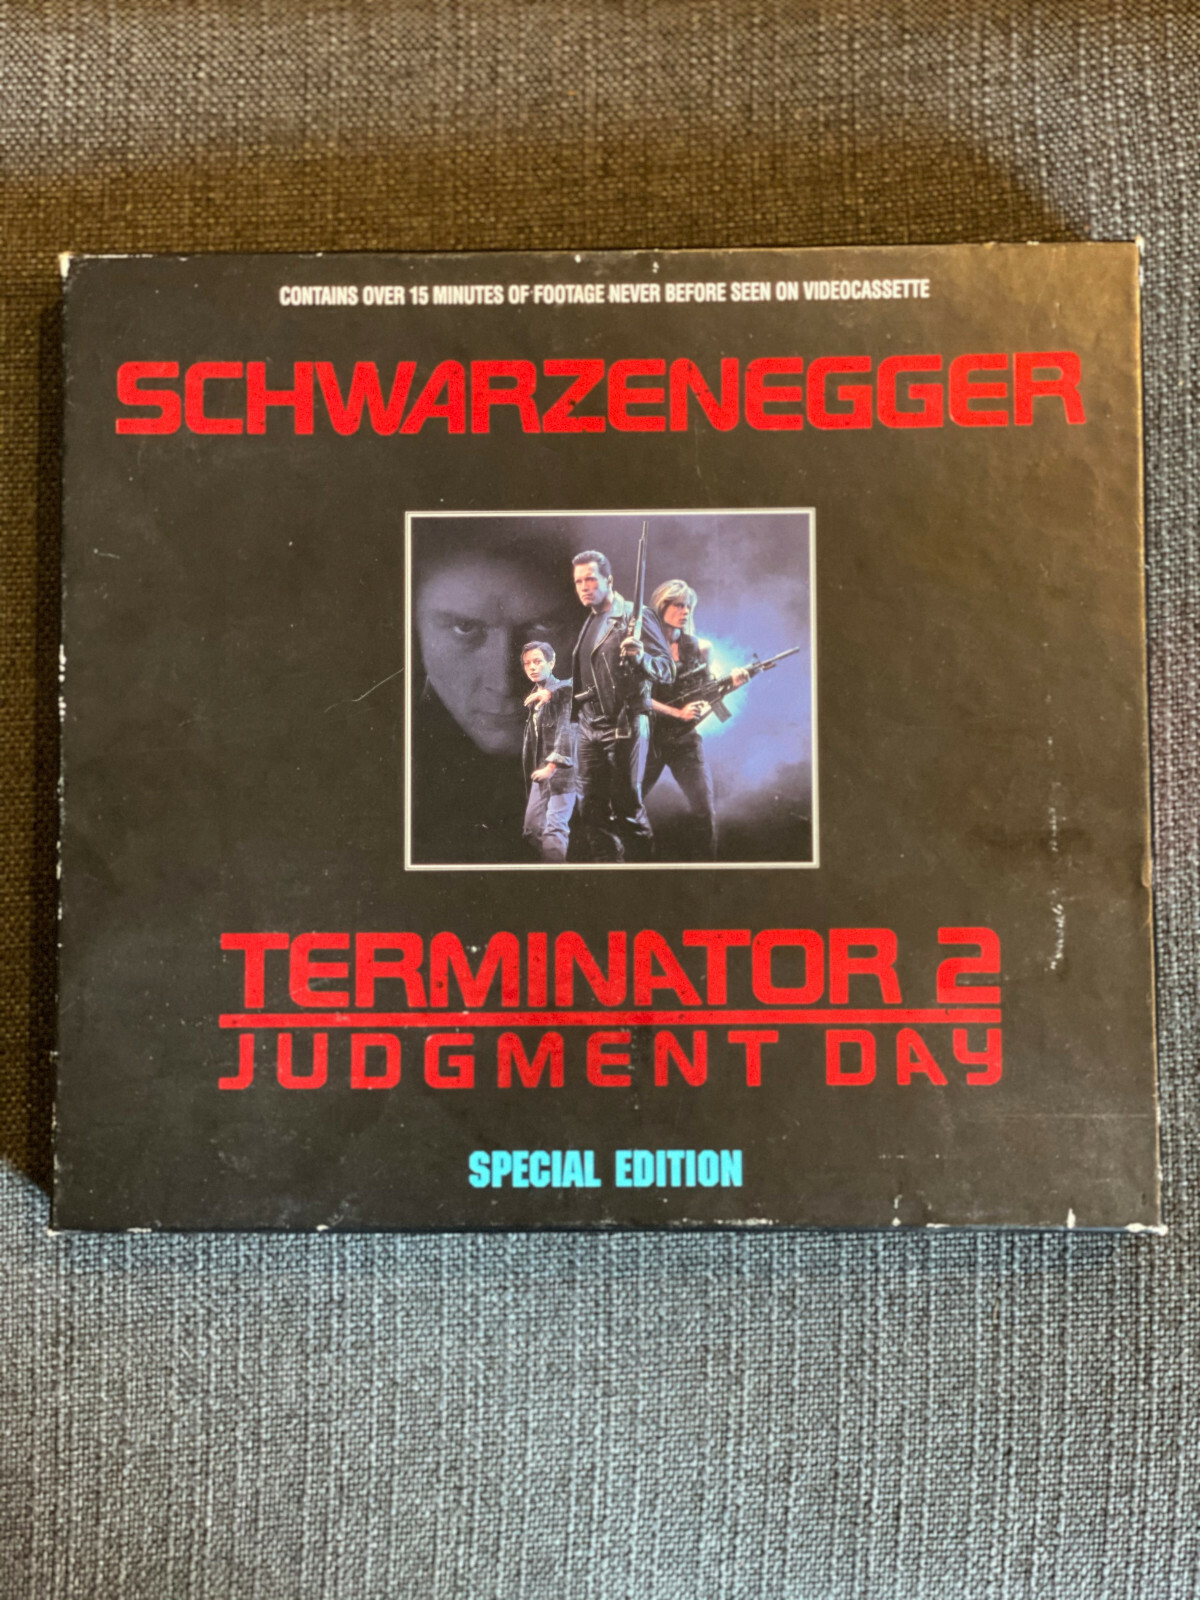 CONTAINS OVER 15 MINUTES OF FOOTAGE NEVER BEFORE SEEN ON VIDEOCASSETTE
SCHWARZENEGGER
TERMINATOR 2
JUDGMENT DAY
SPECIAL EDITION